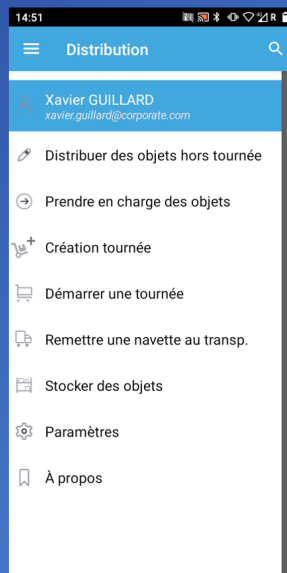 14:51
R
Distribution
Xavier GUILLARD
xavier.guillard@corporate.com
Distribuer des objets hors tournée
Prendre en charge des objets
Création tournée
Démarrer une tournée
Remettre une navette au transp.
Stocker des objets
Paramètres
À propos